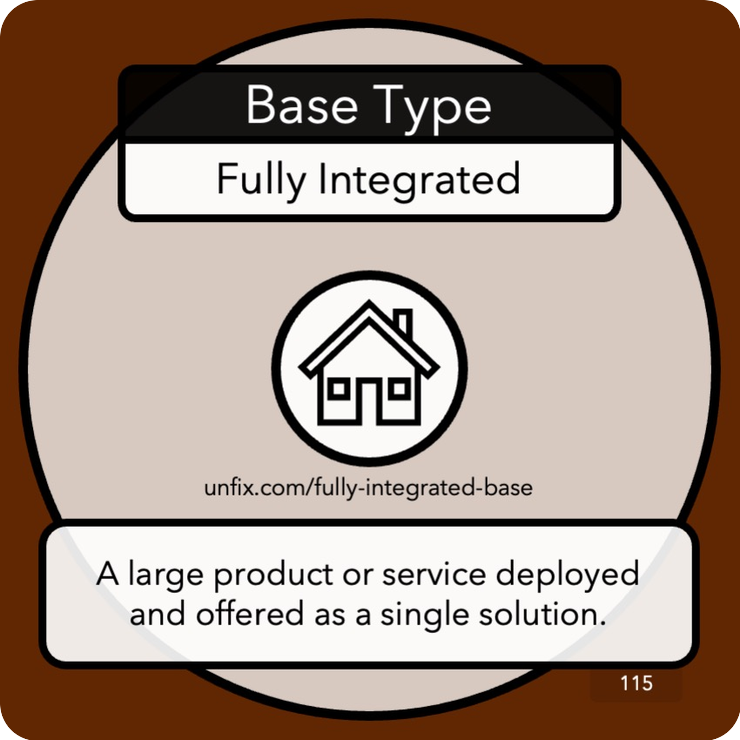 Base Type
Fully Integrated
unfix.com/fully-integrated-base
A large product or service deployed
and offered as a single solution.
115